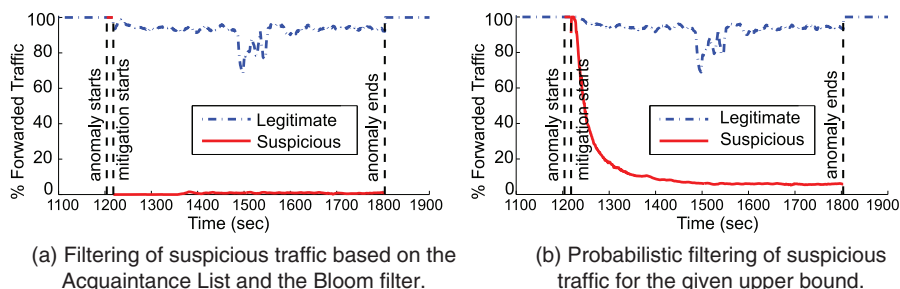 % Forwarded Traffic
100
80
60
40
20
0
anomaly starts
mitigation starts
anomaly ends
Legitimate
Suspicious
1100 1200 1300 1400 1500 1600 1700 1800 1900
Time (sec)
(a) Filtering of suspicious traffic based on the
Acquaintance List and the Bloom filter.
% Forwarded Traffic
100
80
60
40
20
0
anomaly starts
mitigation starts
anomaly ends
Legitimate
Suspicious
1100 1200 1300 1400 1500 1600 1700 1800 1900
Time (sec)
(b) Probabilistic filtering of suspicious
traffic for the given upper bound.